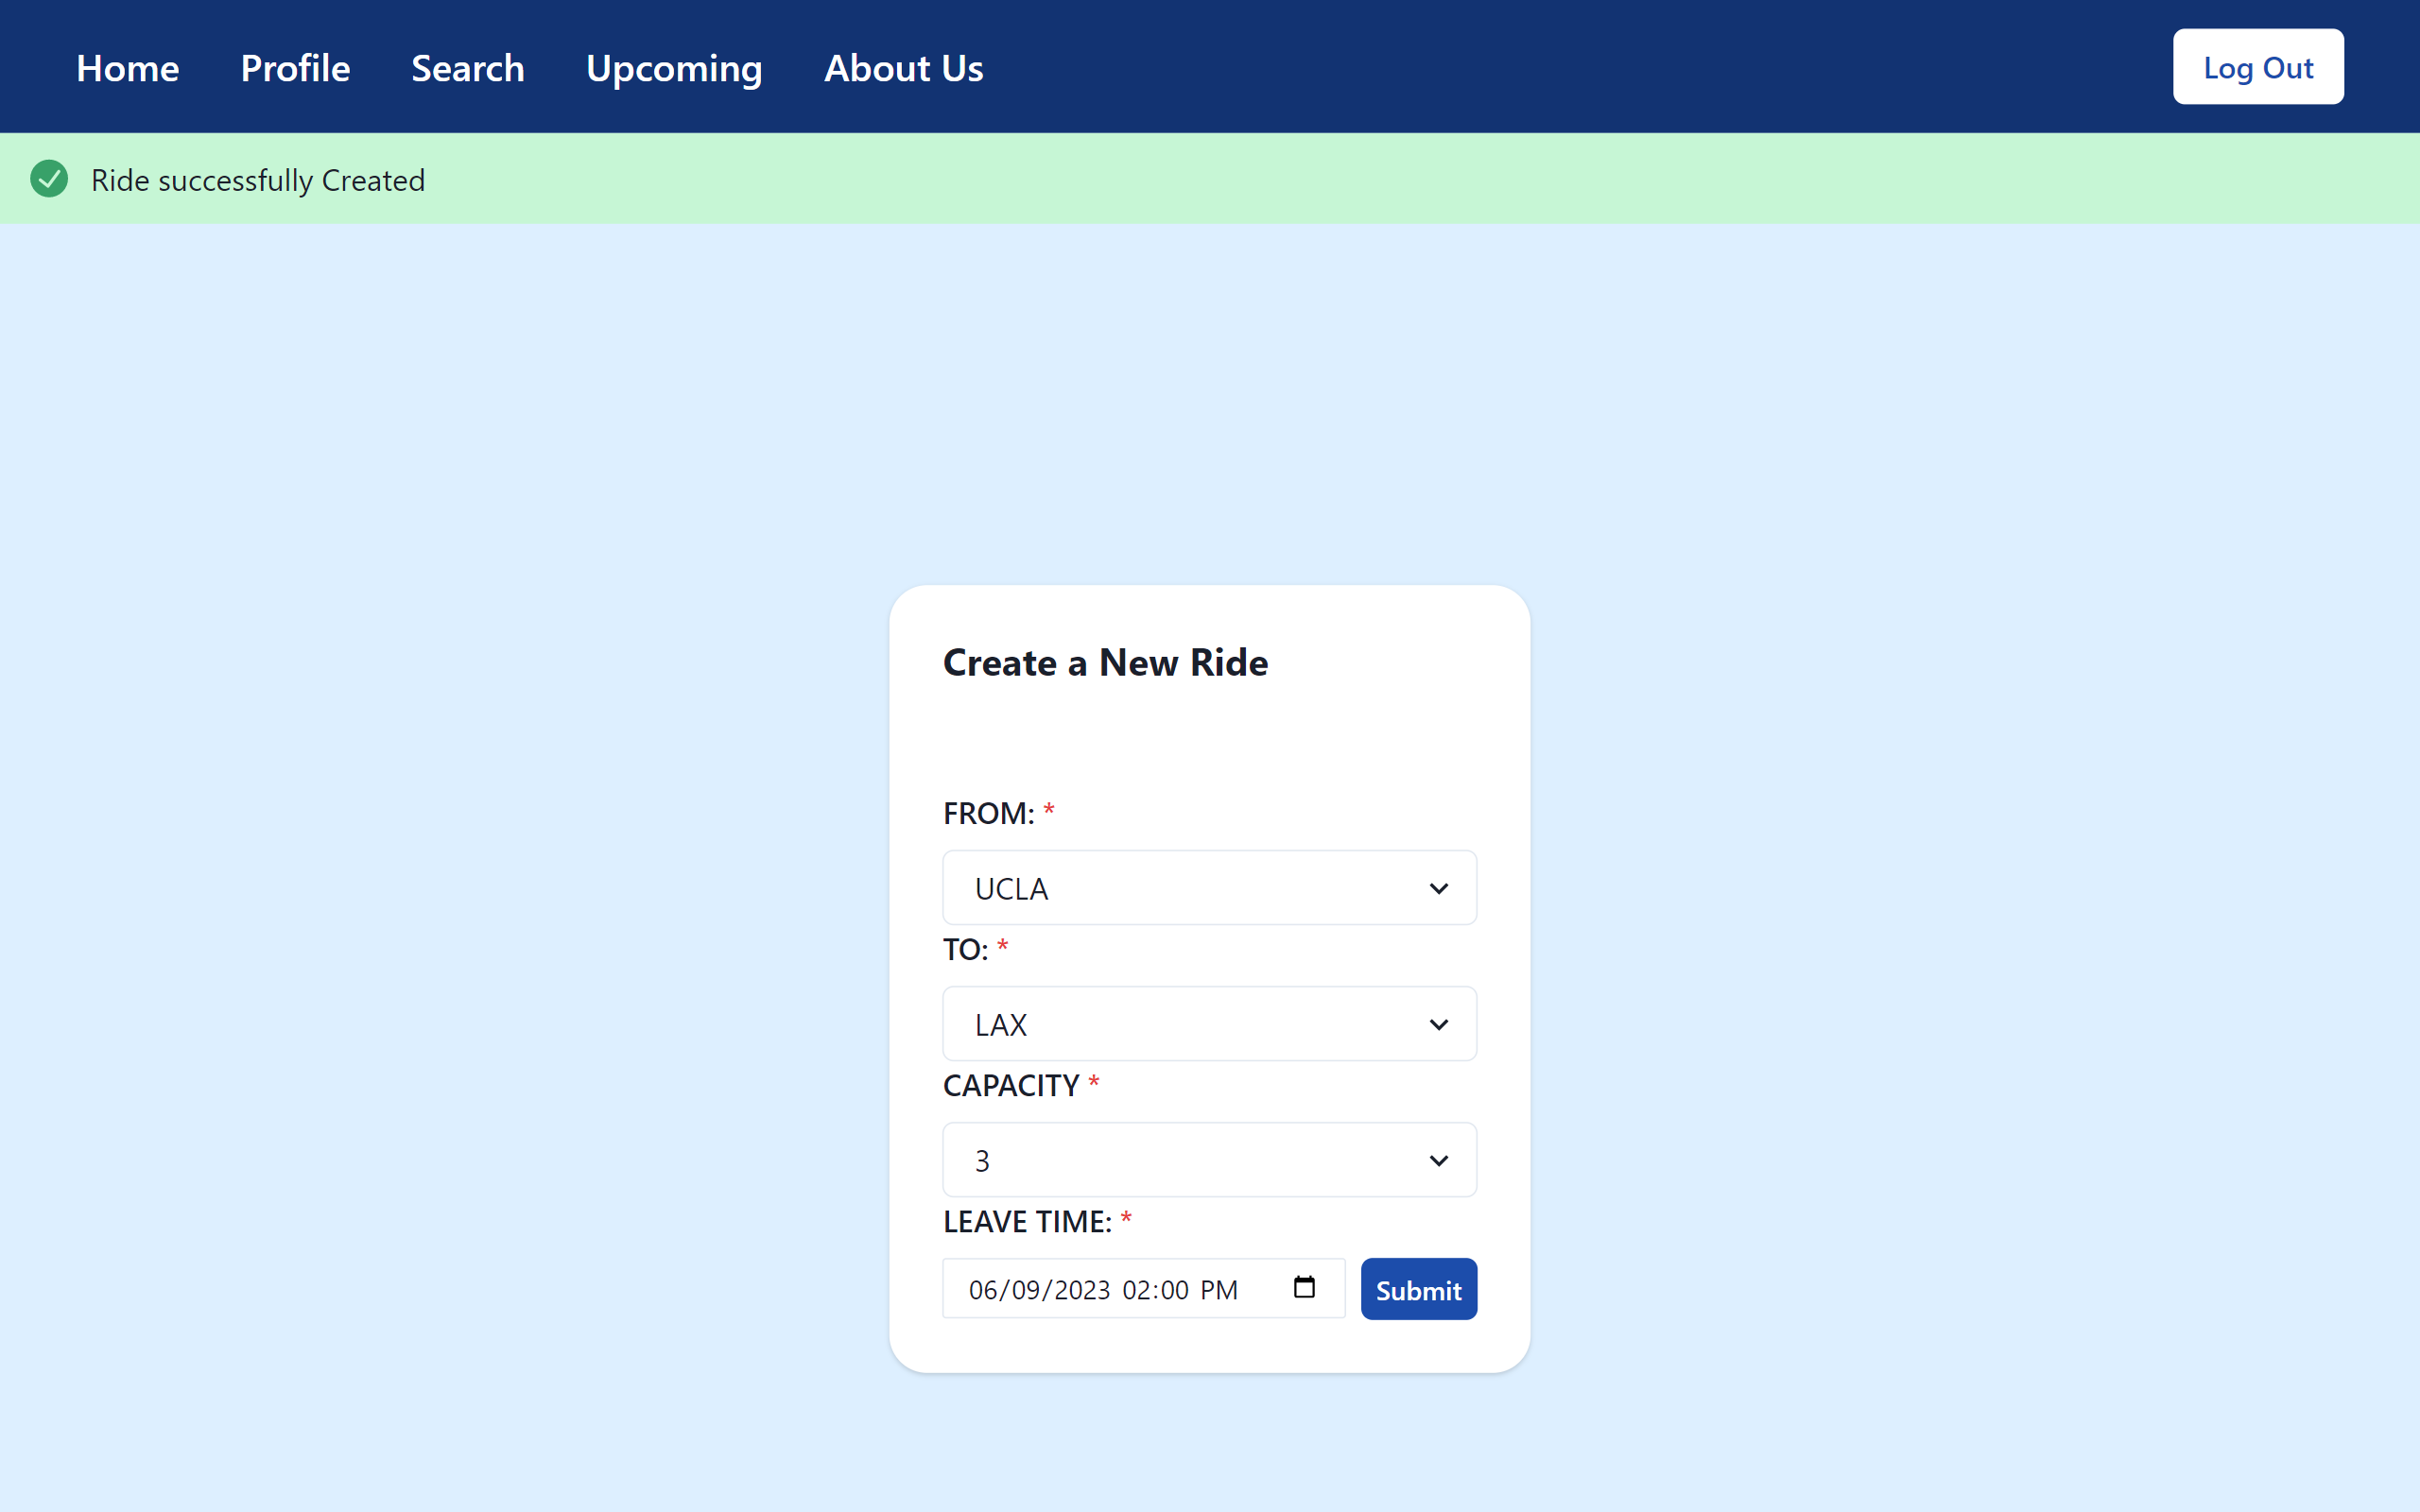 Home Profile Search Upcoming About Us Log Out
Ride successfully Created
Create a New Ride
FROM: *
UCLA
TO: *
LAX
CAPACITY *
3
LEAVE TIME: *
06/09/2023 02:00 PM Submit